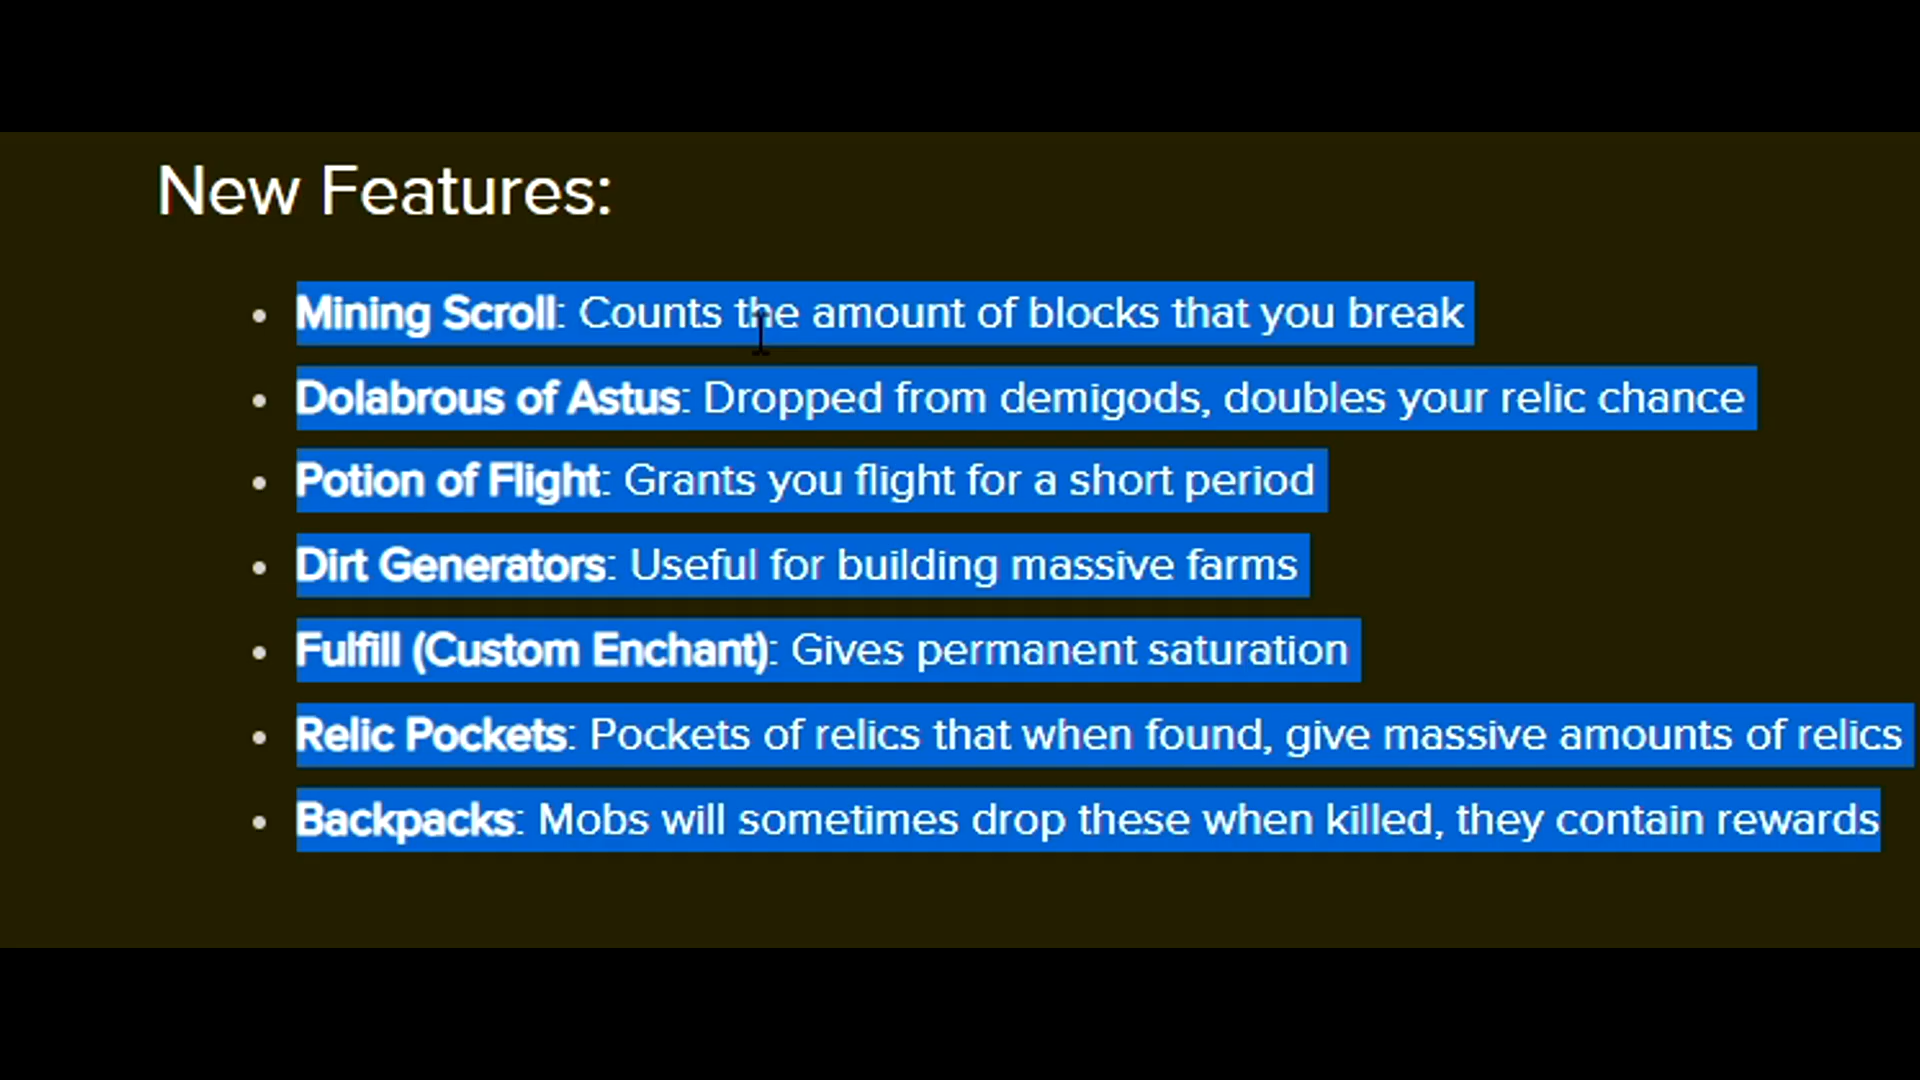 New Features:
Mining Scroll: Counts the amount of blocks that you break
Dolabrous of Astus: Dropped from demigods, doubles your relic chance
Potion of Flight: Grants you flight for a short period
Dirt Generators: Useful for building massive farms
Fulfill (Custom Enchant): Gives permanent saturation
Relic Pockets: Pockets of relics that when found, give massive amounts of relics
Backpacks: Mobs will sometimes drop these when killed, they contain rewards